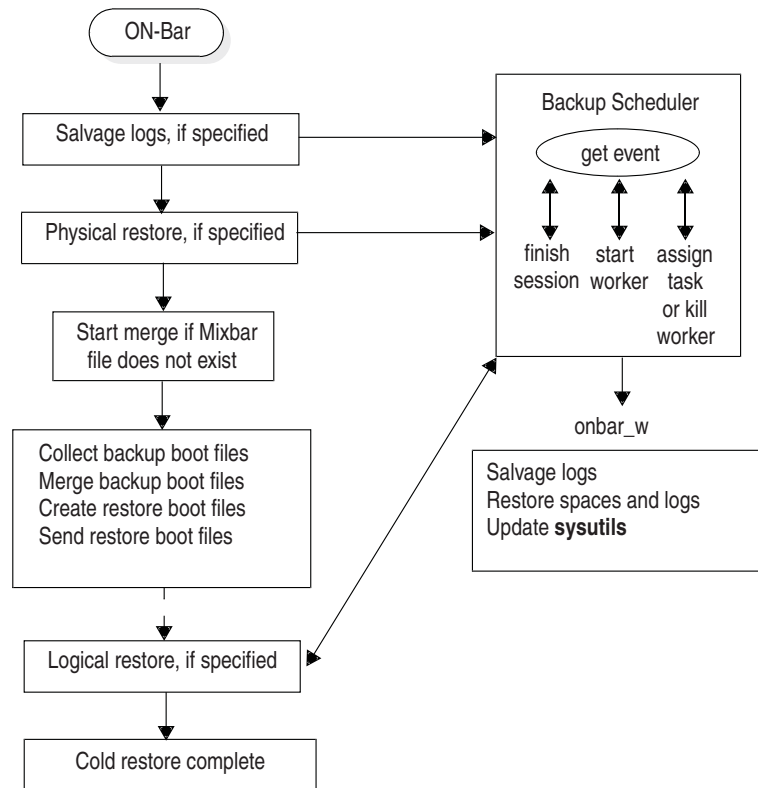 ON-Bar
Salvage logs, if specified
Physical restore, if specified
Start merge if Mixbar
file does not exist
Collect backup boot files
Merge backup boot files
Create restore boot files
Send restore boot files
Logical restore, if specified
Cold restore complete
Backup Scheduler
get event
finish
session
start
worker
assign
task
or kill
worker
onbar_w
Salvage logs
Restore spaces and logs
Update sysutils